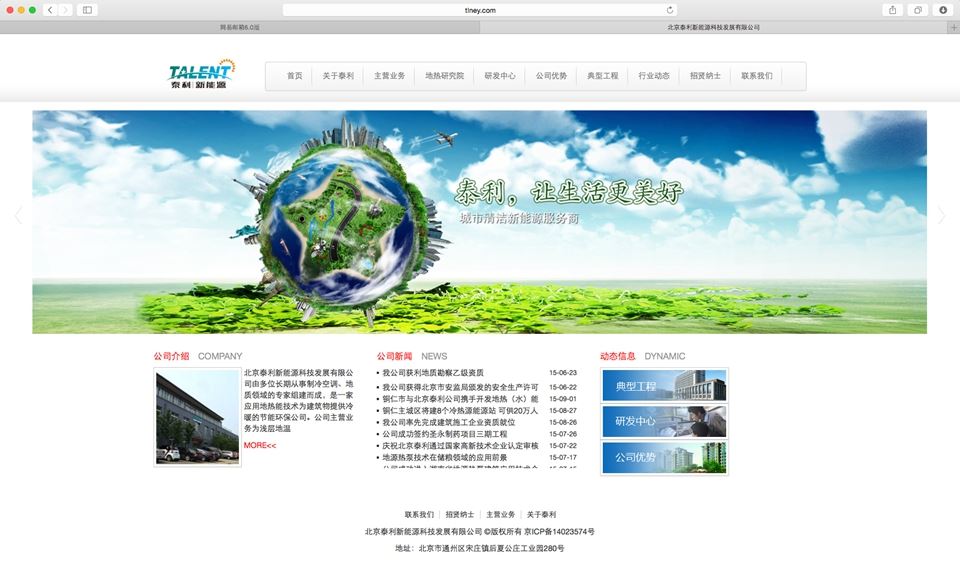 tiney.com
网易邮箱6.0版
北京泰利新能源科技发展有限公司
TALENT
泰利新能源
首页 关于泰利 主营业务 地热研究院 研发中心 公司优势 典型工程 行业动态 招贤纳士 联系我们
泰利，让生活更美好
城市清洁新能源服务商
公司介绍 COMPANY
北京泰利新能源科技发展有限公
司由多位长期从事制冷空调、地
质领域的专家组建而成，是一家
应用地热能技术为建筑物提供冷
暖的节能环保公司。公司主营业
务为浅层地温
MORE<<
公司新闻 NEWS
我公司获利地质勘察乙级资质 15-06-23
我公司获得北京市安监局颁发的安全生产许可 15-06-22
铜仁市与北京泰利公司携手开发地热（水）能 15-09-01
铜仁主城区将建8个冷热源能源站 可供20万人 15-08-27
我公司率先完成建筑施工企业资质就位 15-08-26
公司成功签约圣永制药项目三期工程 15-07-26
庆祝北京泰利通过国家高新技术企业认定审核 15-07-22
地源热泵技术在储粮领域的应用前景 15-07-17
动态信息 DYNAMIC
典型工程
研发中心
公司优势
联系我们 招贤纳士 主营业务 关于泰利
北京泰利新能源科技发展有限公司 ©版权所有 京ICP备14023574号
地址：北京市通州区宋庄镇后夏公庄工业园280号